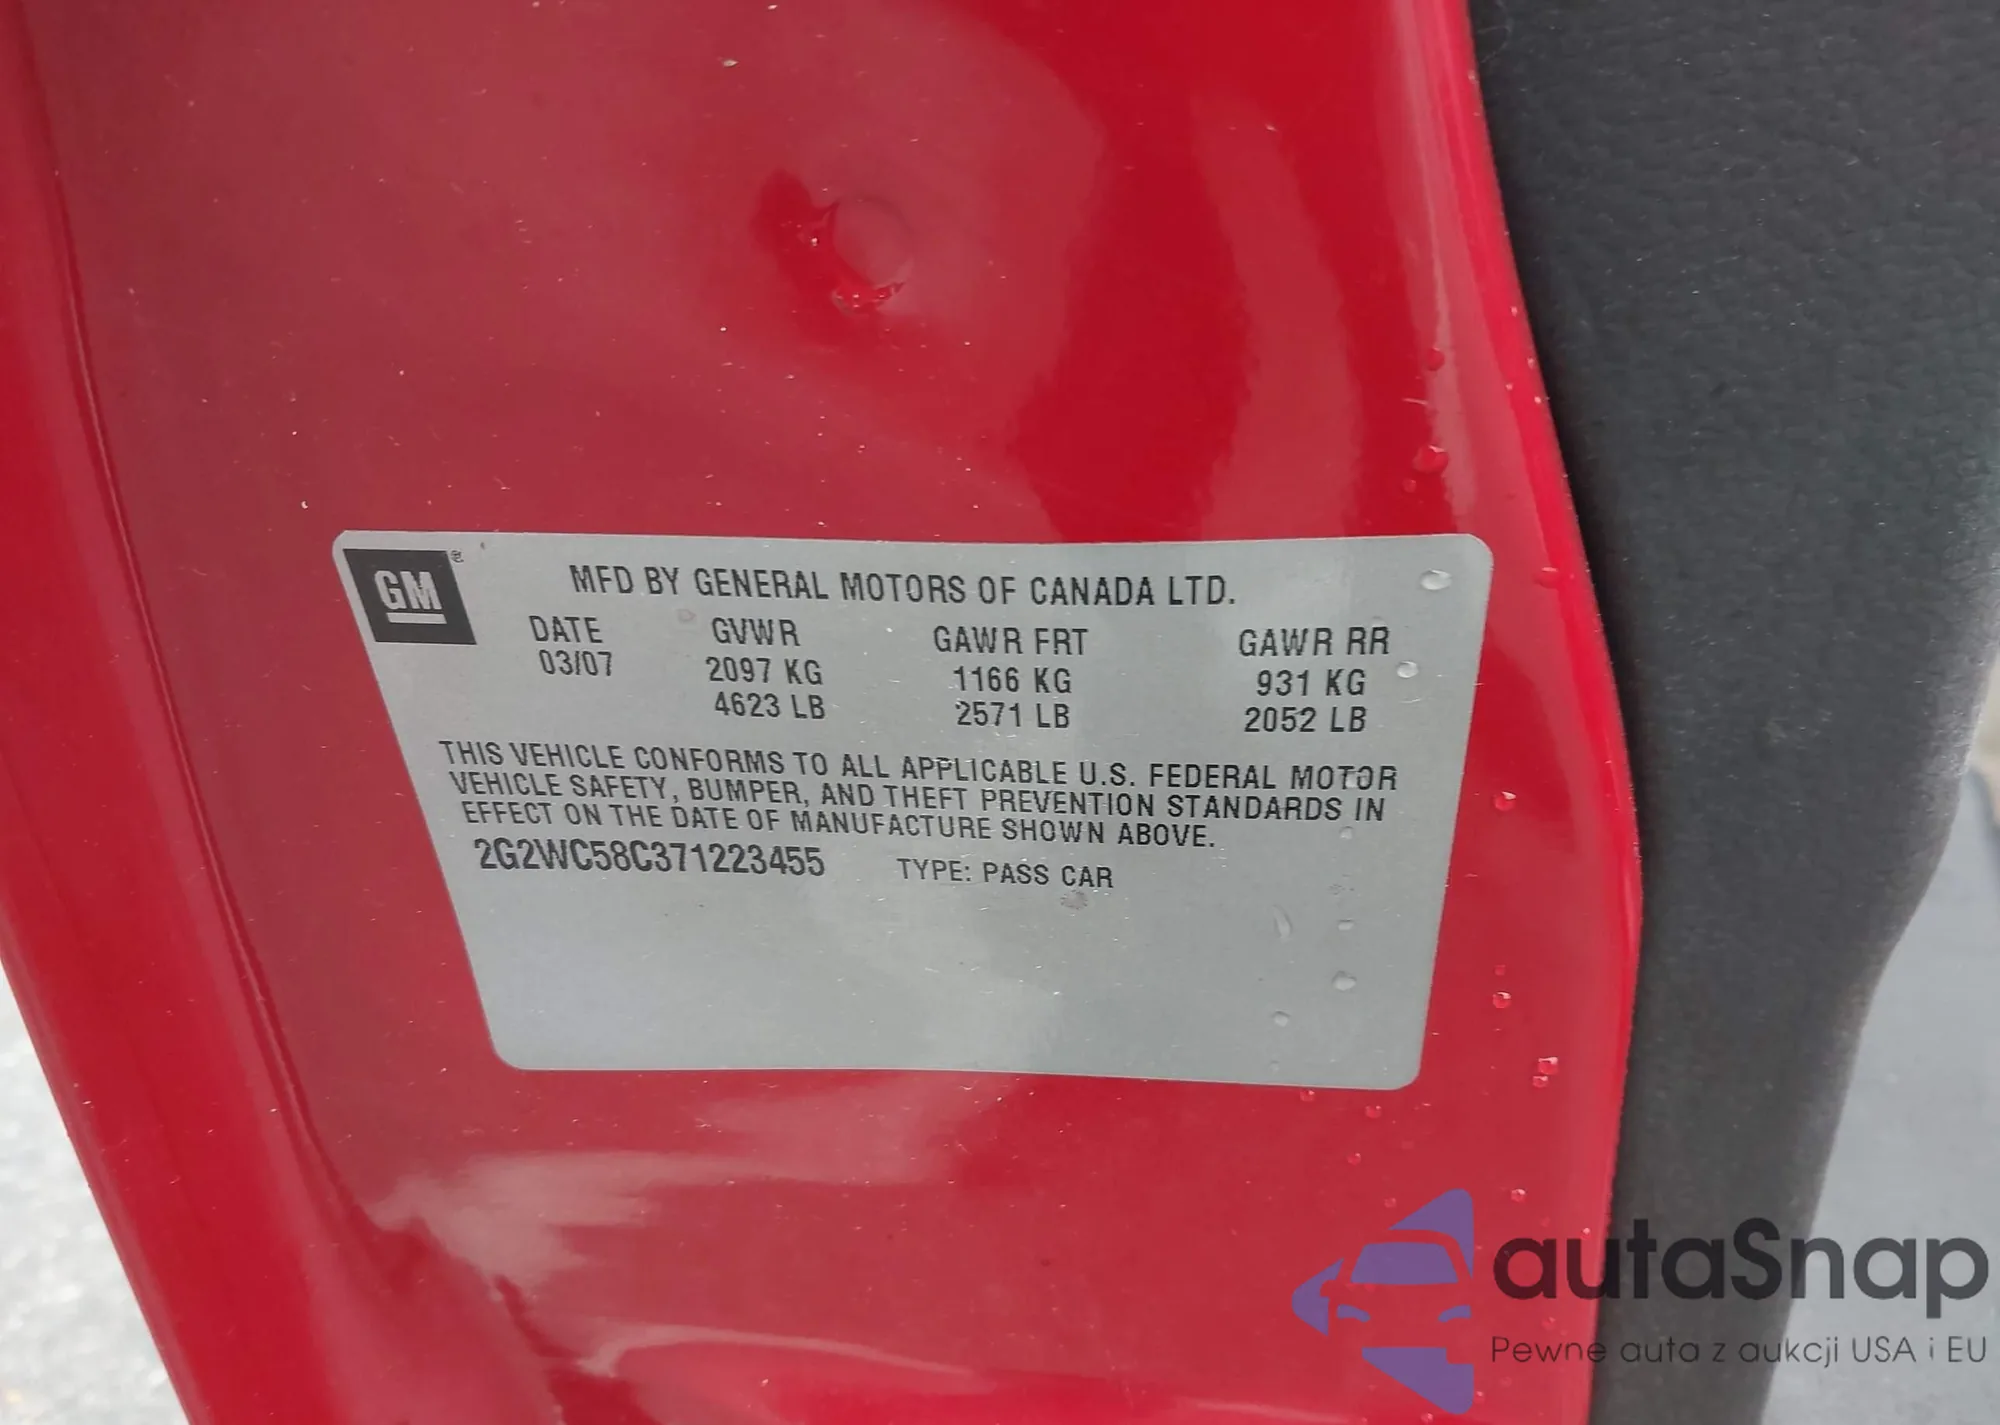 GM®
MFD BY GENERAL MOTORS OF CANADA LTD.
DATE GVWR GAWR FRT GAWR RR
03/07 2097 KG 1166 KG 931 KG
4623 LB 2571 LB 2052 LB
THIS VEHICLE CONFORMS TO ALL APPLICABLE U.S. FEDERAL MOTOR
VEHICLE SAFETY, BUMPER, AND THEFT PREVENTION STANDARDS IN
EFFECT ON THE DATE OF MANUFACTURE SHOWN ABOVE.
2G2WC58C371223455 TYPE: PASS CAR
autaSnap
Pewne auta z aukcji USA i EU